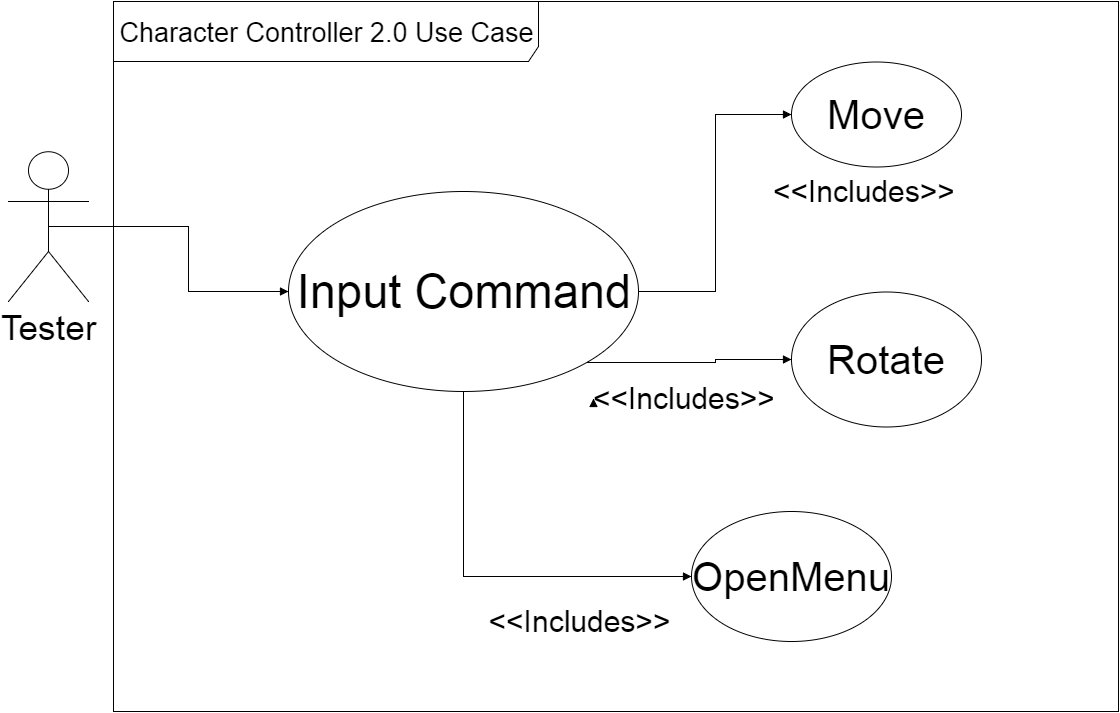 Character Controller 2.0 Use Case
Move
<<Includes>>
Input Command
Tester
Rotate
<<Includes>>
OpenMenu
<<Includes>>